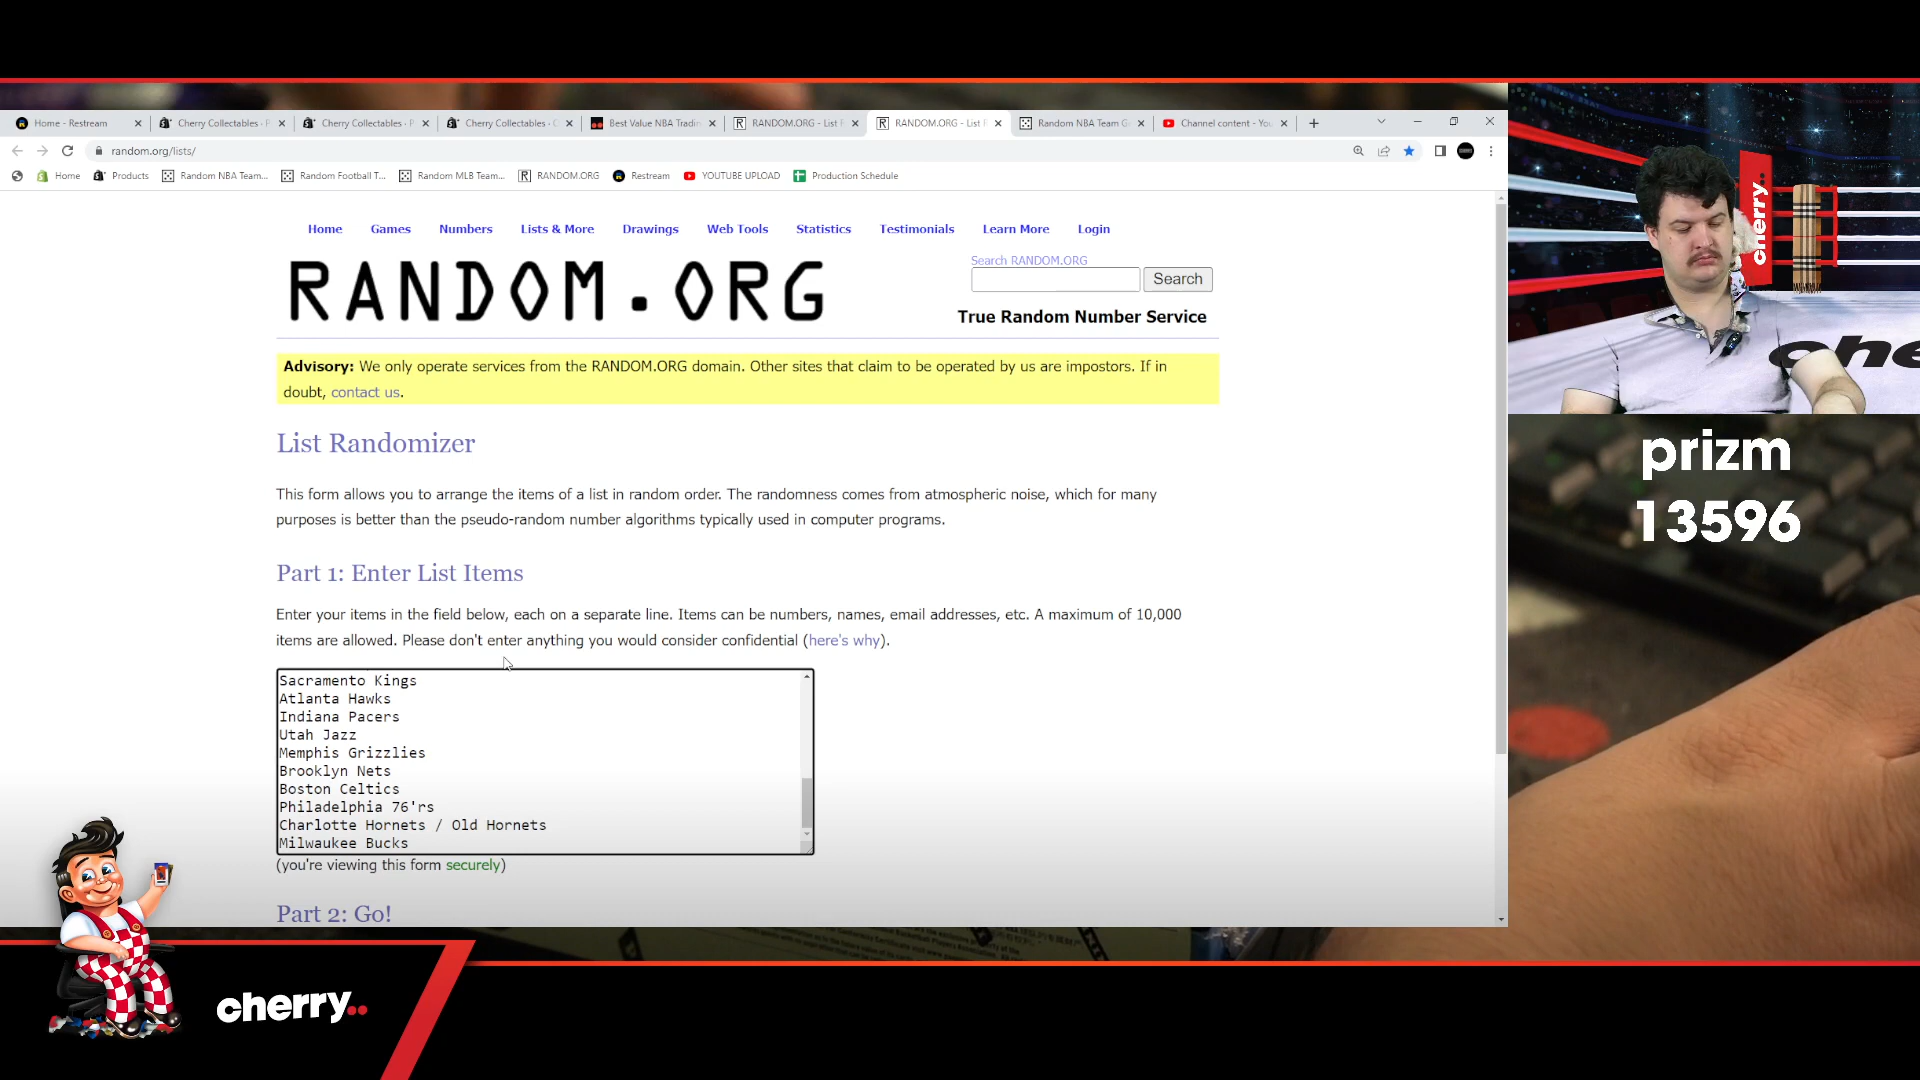 Home - Restream
Cherry Collectables · P
Cherry Collectables · P
Cherry Collectables · C
Best Value NBA Tradin
RANDOM.ORG - List R
RANDOM.ORG - List R
Random NBA Team G
Channel content - You
random.org/lists/
Home
Products
Random NBA Team...
Random Football T...
Random MLB Team...
RANDOM.ORG
Restream
YOUTUBE UPLOAD
Production Schedule
Home Games Numbers Lists & More Drawings Web Tools Statistics Testimonials Learn More Login
RANDOM.ORG
Search RANDOM.ORG
Search
True Random Number Service
Advisory: We only operate services from the RANDOM.ORG domain. Other sites that claim to be operated by us are impostors. If in
doubt, contact us.
List Randomizer
This form allows you to arrange the items of a list in random order. The randomness comes from atmospheric noise, which for many
purposes is better than the pseudo-random number algorithms typically used in computer programs.
Part 1: Enter List Items
Enter your items in the field below, each on a separate line. Items can be numbers, names, email addresses, etc. A maximum of 10,000
items are allowed. Please don't enter anything you would consider confidential (here's why).
Sacramento Kings
Atlanta Hawks
Indiana Pacers
Utah Jazz
Memphis Grizzlies
Brooklyn Nets
Boston Celtics
Philadelphia 76'rs
Charlotte Hornets / Old Hornets
Milwaukee Bucks
(you're viewing this form securely)
Part 2: Go!
cherry..
che
prizm
13596
cherry..